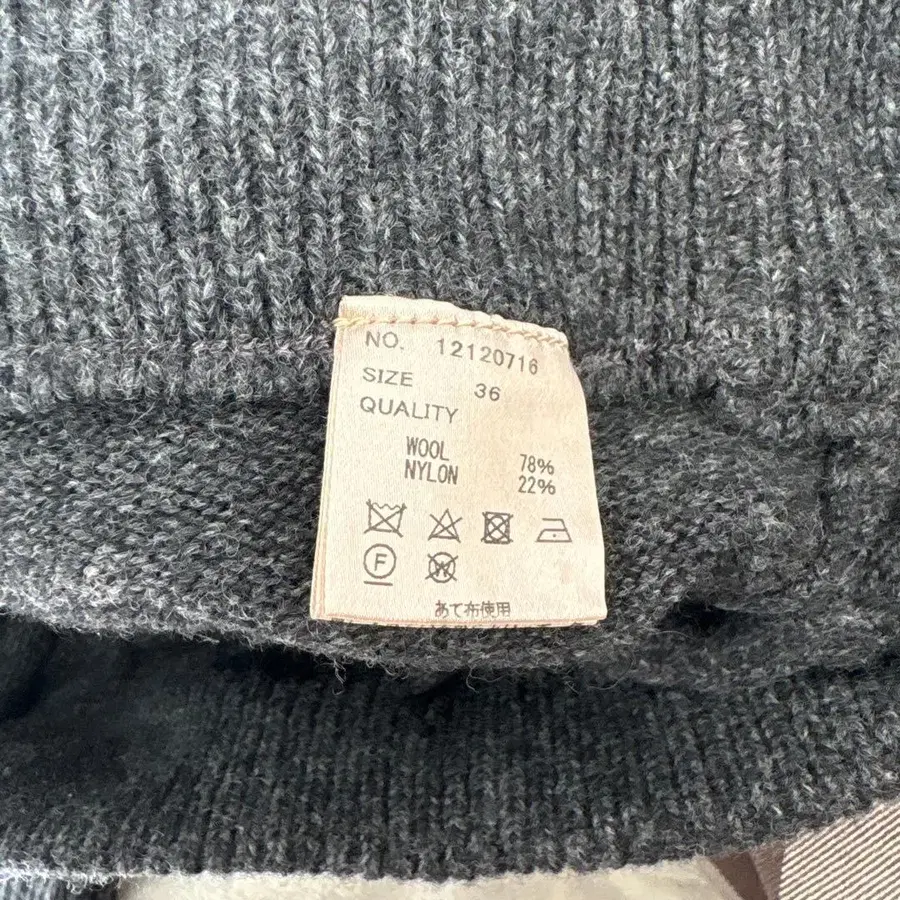 NO. 12120716
SIZE 36
QUALITY
WOOL 78%
NYLON 22%
F W
あて布使用